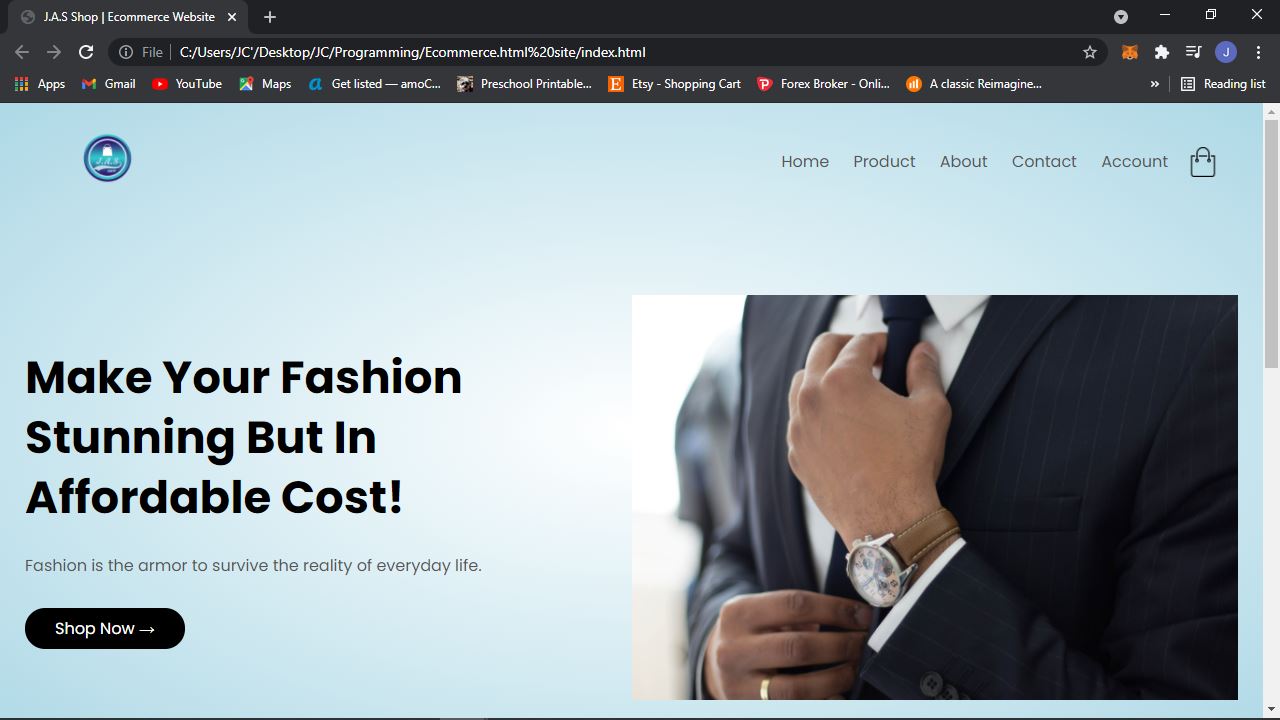 J.A.S Shop | Ecommerce Website
File C:/Users/JC'/Desktop/JC/Programming/Ecommerce.html%20site/index.html J
Apps Gmail YouTube Maps Get listed — amoC... Preschool Printable... Etsy - Shopping Cart Forex Broker - Onli... A classic Reimagine... » Reading list
J.A.S
Home Product About Contact Account
Make Your Fashion
Stunning But In
Affordable Cost!
Fashion is the armor to survive the reality of everyday life.
Shop Now →